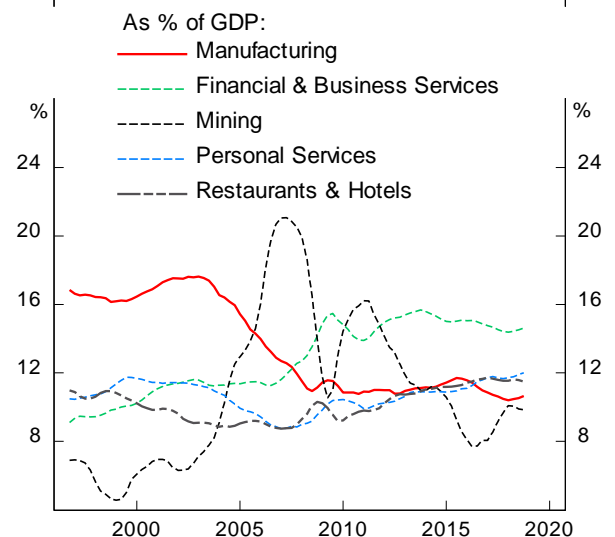 As % of GDP:
Manufacturing
Financial & Business Services
Mining
Personal Services
Restaurants & Hotels
% %
24 24
20 20
16 16
12 12
8 8
2000 2005 2010 2015 2020